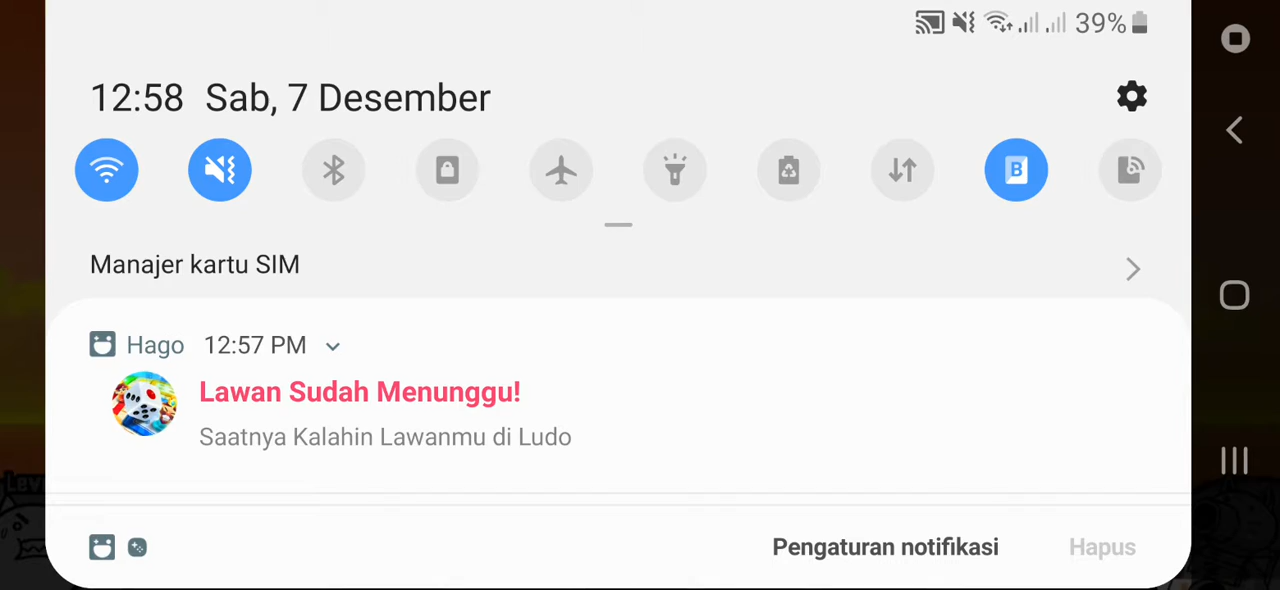 39%
12:58 Sab, 7 Desember
B
Manajer kartu SIM
Hago 12:57 PM
Lawan Sudah Menunggu!
Saatnya Kalahin Lawanmu di Ludo
Leve
Pengaturan notifikasi Hapus